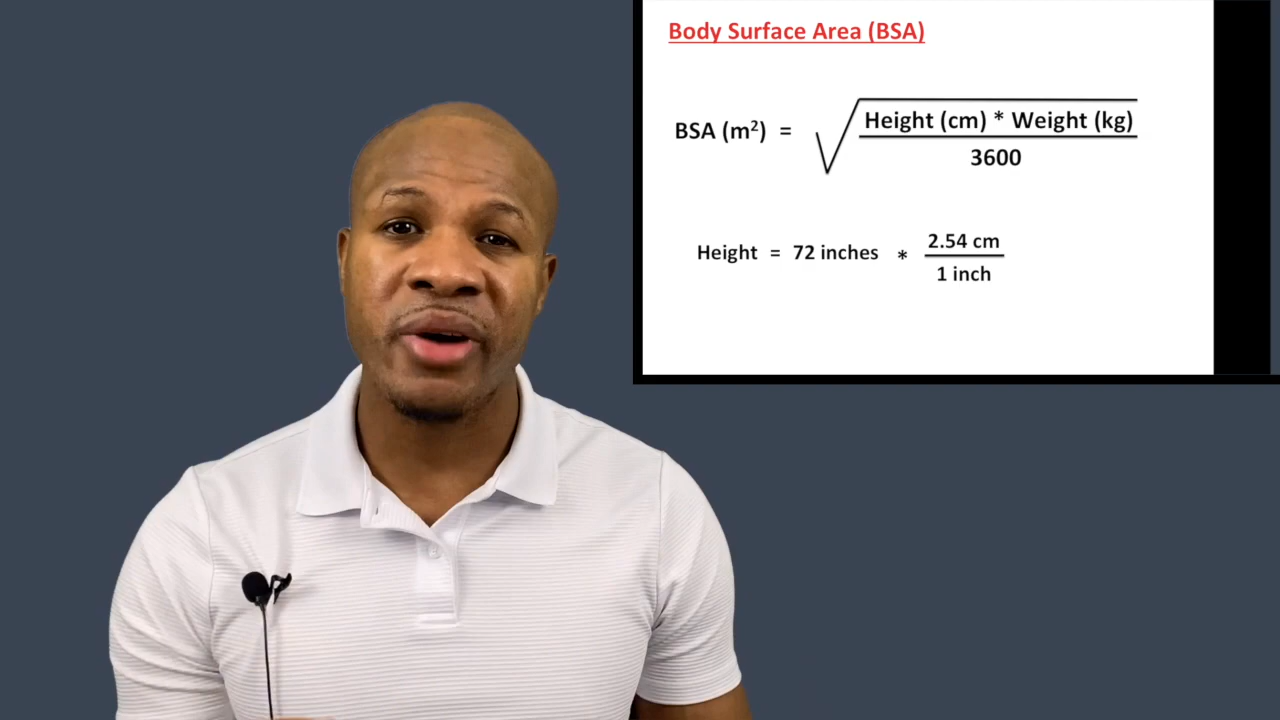 Body Surface Area (BSA)
BSA (m²) = √
Height (cm) * Weight (kg)
3600
Height = 72 inches *
2.54 cm
1 inch